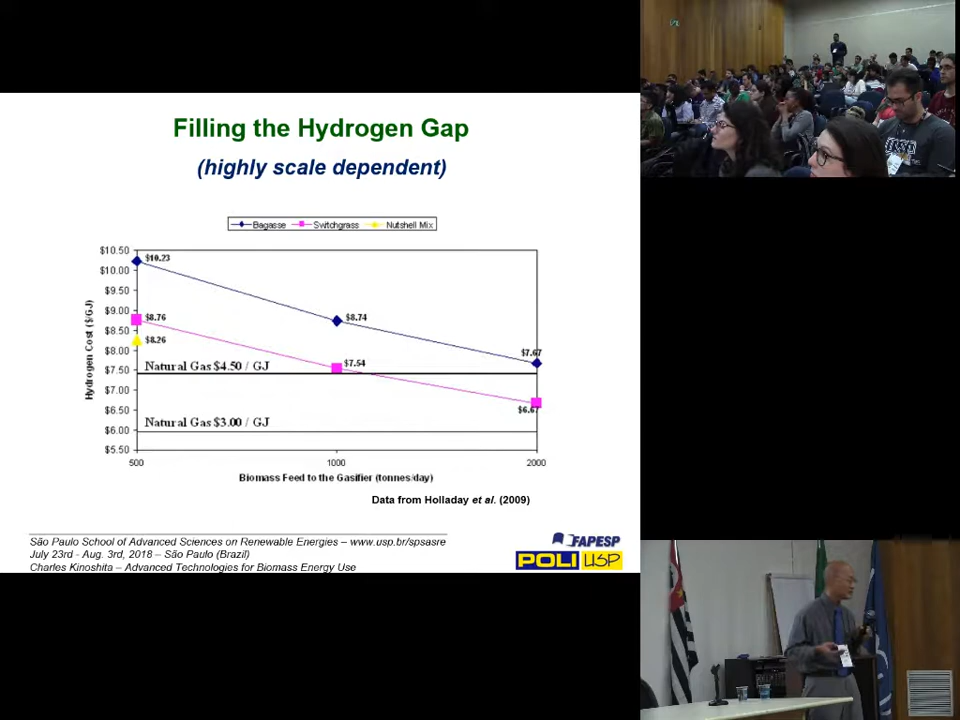 Filling the Hydrogen Gap
(highly scale dependent)
Bagasse Switchgrass Nutshell Mix
$10.50
$10.00
$9.50
$9.00
$8.50
$8.00
$7.50
$7.00
$6.50
$6.00
$5.50
Hydrogen Cost ($/GJ)
$10.23
$8.76
$8.26
$8.74
$7.54
$7.67
$6.67
Natural Gas $4.50 / GJ
Natural Gas $3.00 / GJ
500 1000 2000
Biomass Feed to the Gasifier (tonnes/day)
Data from Holladay et al. (2009)
São Paulo School of Advanced Sciences on Renewable Energies – www.usp.br/spsasre
July 23rd - Aug. 3rd, 2018 – São Paulo (Brazil)
Charles Kinoshita – Advanced Technologies for Biomass Energy Use
FAPESP
POLI USP